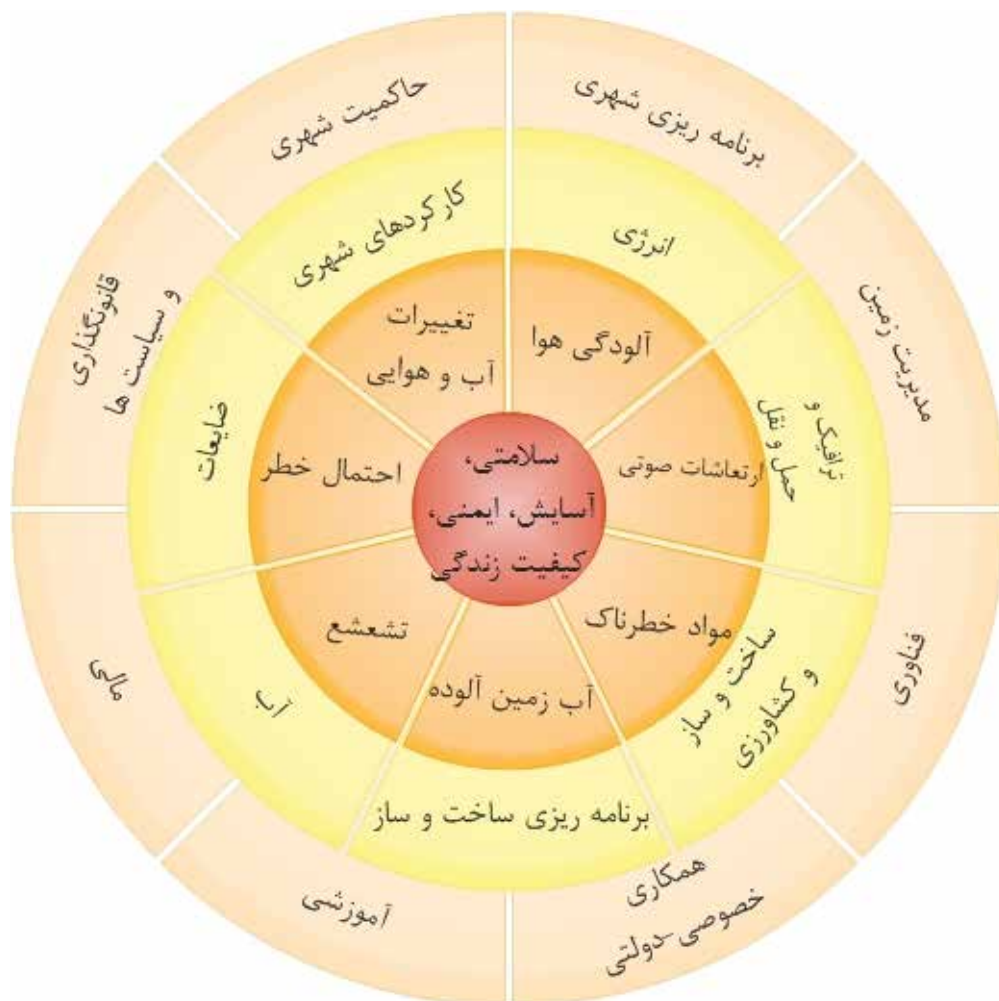 حاکمیت شهری
برنامه ریزی شهری
مدیریت زمین
فناوری
همکاری
خصوصی-دولتی
آموزشی
مالی
قانونگذاری
و سیاست ها
کارکردهای شهری
انرژی
ترافیک و
حمل و نقل
ساخت و ساز
و کشاورزی
برنامه ریزی ساخت و ساز
آب
ضایعات
تغییرات
آب و هوایی
آلودگی هوا
ارتعاشات صوتی
مواد خطرناک
آب زمین آلوده
تشعشع
احتمال خطر
سلامتی،
آسایش، ایمنی،
کیفیت زندگی